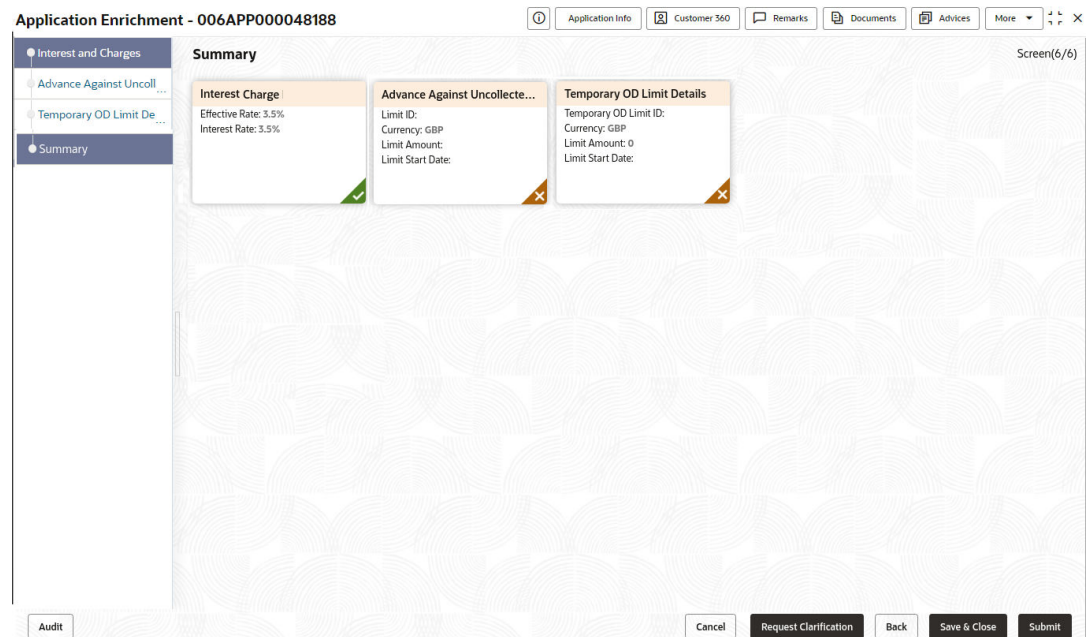 Application Enrichment - 006APP000048188
Application Info
Customer 360
Remarks
Documents
Advices
More
Interest and Charges
Advance Against Uncoll...
Temporary OD Limit De...
Summary
Summary
Screen(6/6)
Interest Charge
Effective Rate: 3.5%
Interest Rate: 3.5%
Advance Against Uncollecte...
Limit ID:
Currency: GBP
Limit Amount:
Limit Start Date:
Temporary OD Limit Details
Temporary OD Limit ID:
Currency: GBP
Limit Amount: 0
Limit Start Date:
Audit
Cancel
Request Clarification
Back
Save & Close
Submit